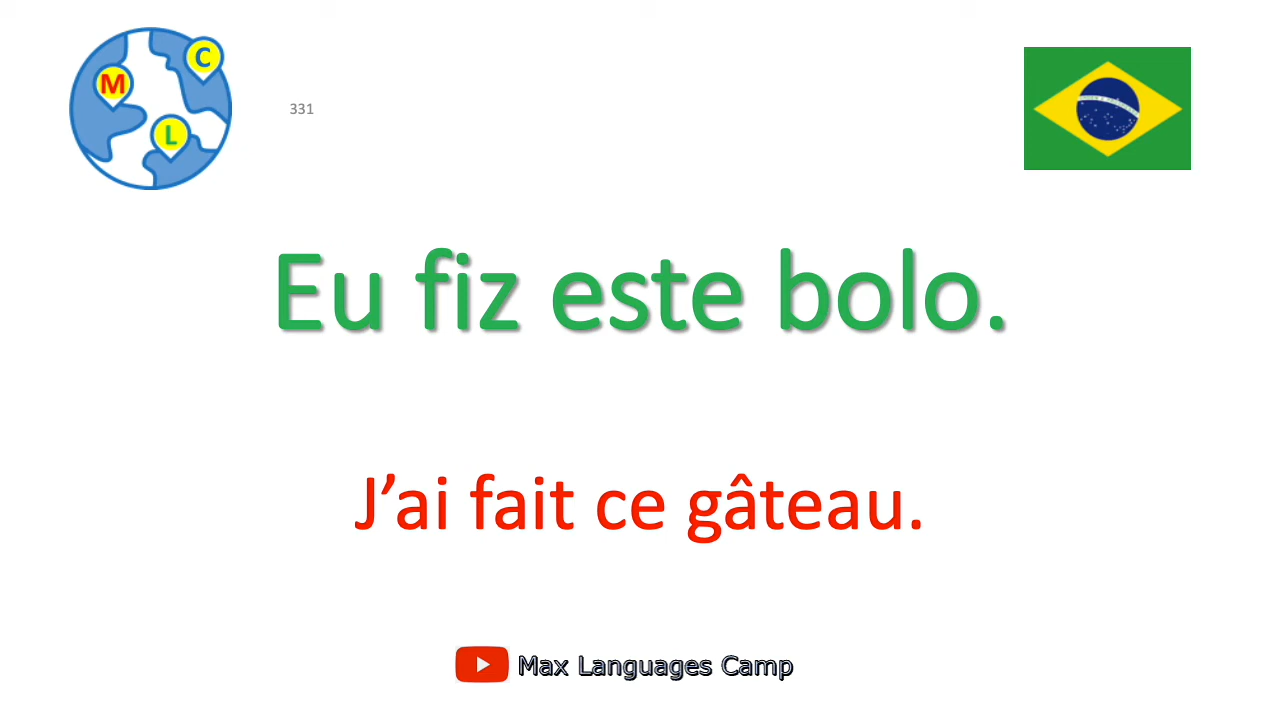 C
M
L
331
Eu fiz este bolo.
J’ai fait ce gâteau.
Max Languages Camp